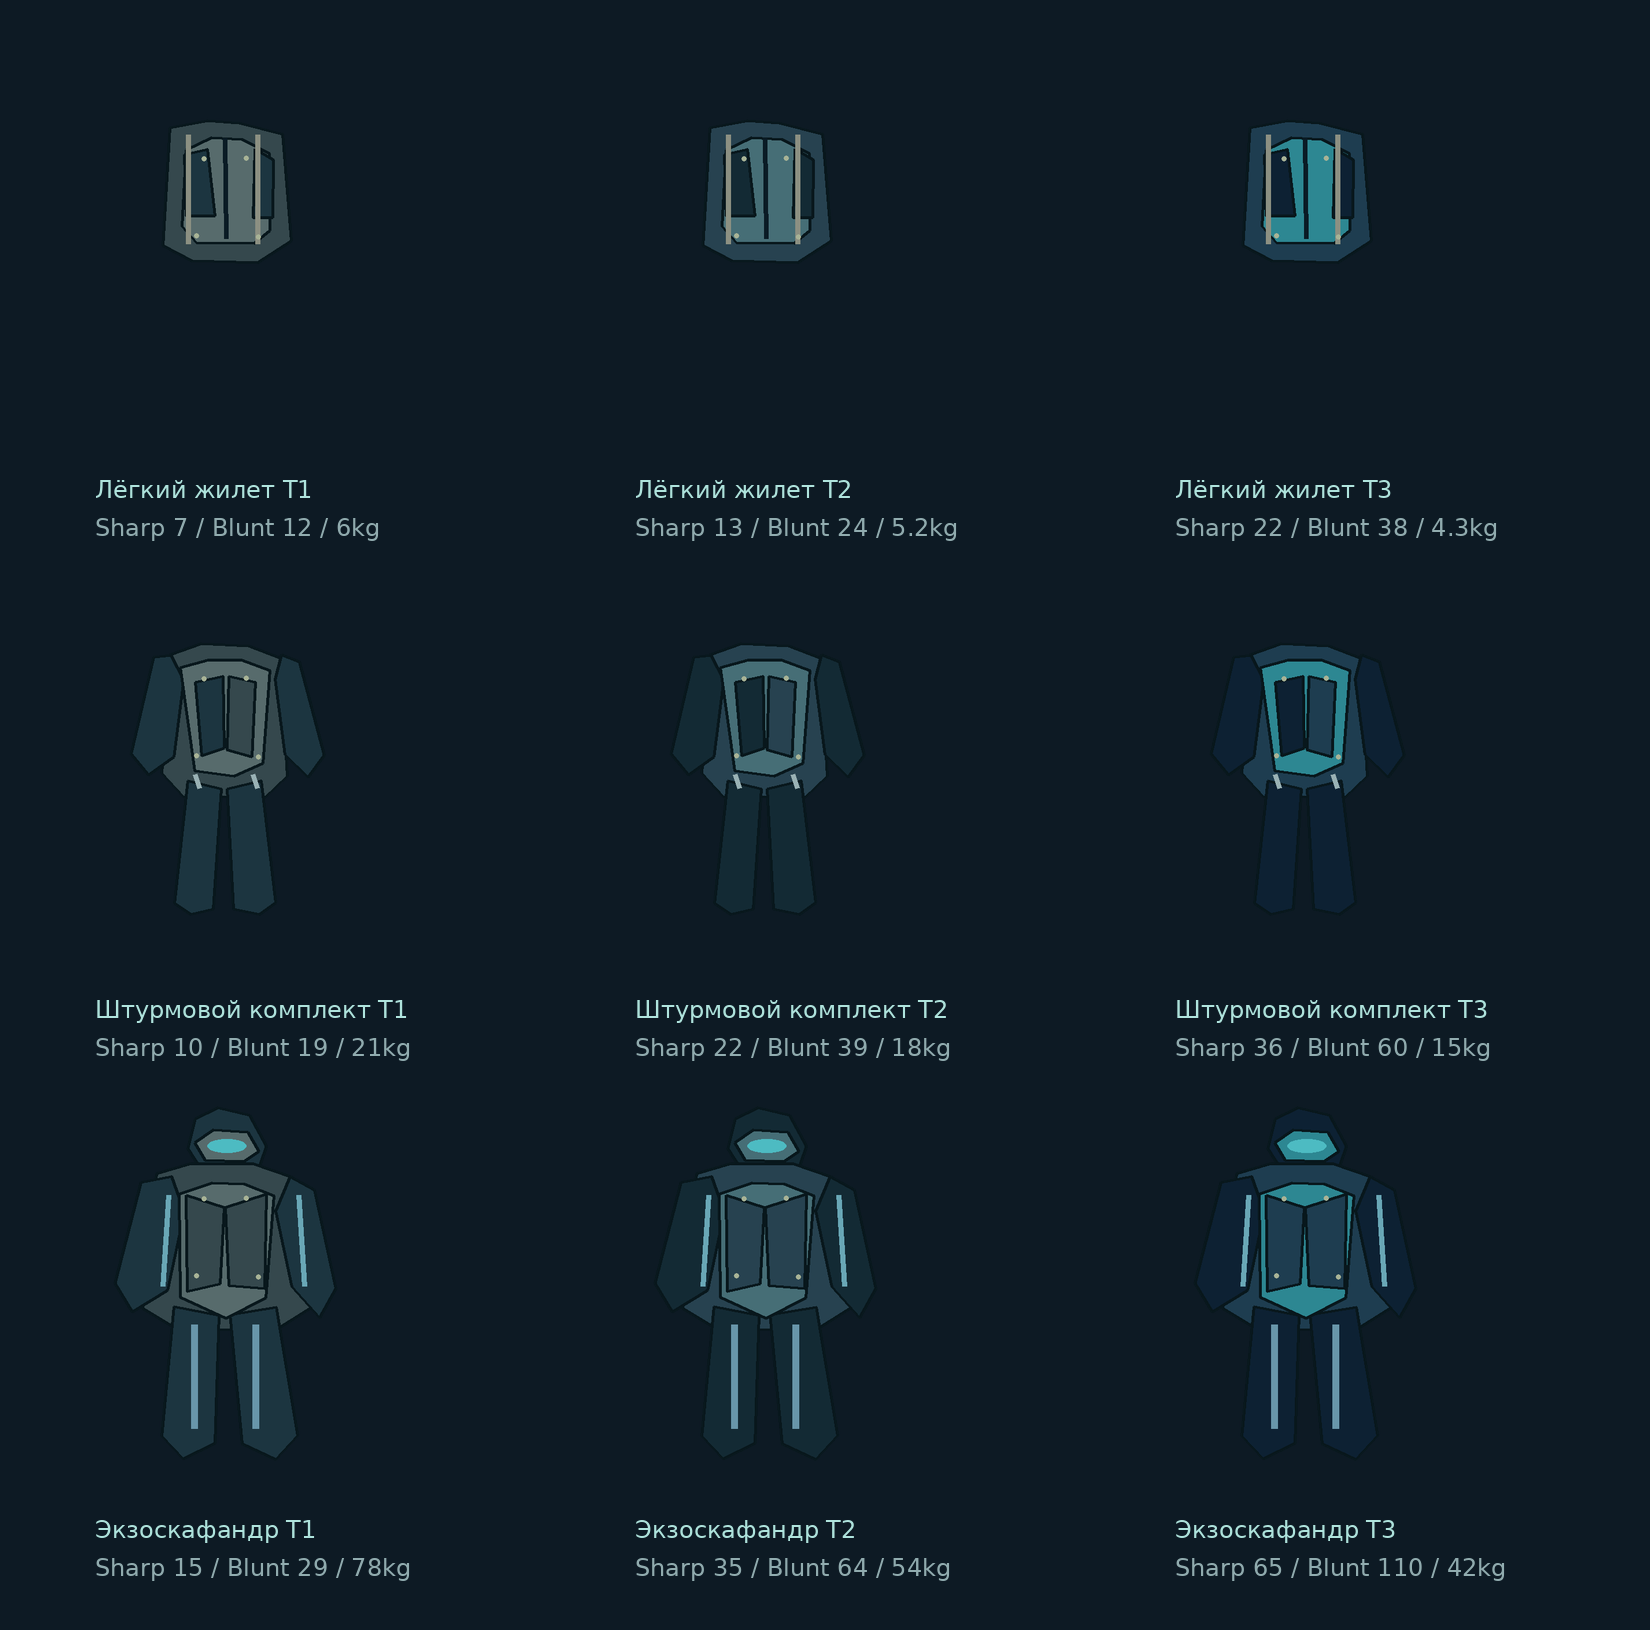 Лёгкий жилет T1
Sharp 7 / Blunt 12 / 6kg
Лёгкий жилет T2
Sharp 13 / Blunt 24 / 5.2kg
Лёгкий жилет T3
Sharp 22 / Blunt 38 / 4.3kg
Штурмовой комплект T1
Sharp 10 / Blunt 19 / 21kg
Штурмовой комплект T2
Sharp 22 / Blunt 39 / 18kg
Штурмовой комплект T3
Sharp 36 / Blunt 60 / 15kg
Экзоскафандр T1
Sharp 15 / Blunt 29 / 78kg
Экзоскафандр T2
Sharp 35 / Blunt 64 / 54kg
Экзоскафандр T3
Sharp 65 / Blunt 110 / 42kg